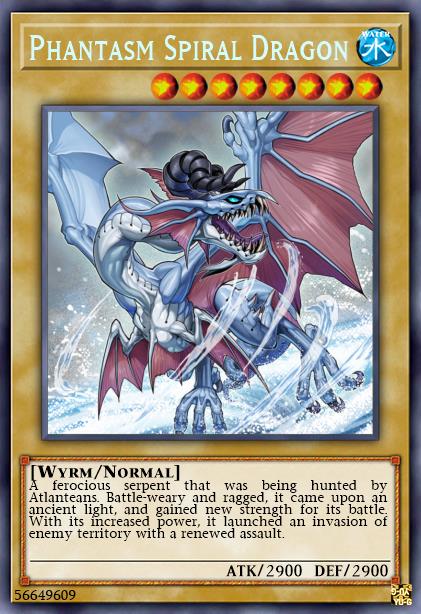 PHANTASM SPIRAL DRAGON
WATER
水
[WYRM/NORMAL]
A ferocious serpent that was being hunted by
Atlanteans. Battle-weary and ragged, it came upon an
ancient light, and gained new strength for its battle.
With its increased power, it launched an invasion of
enemy territory with a renewed assault.
ATK/2900 DEF/2900
56649609